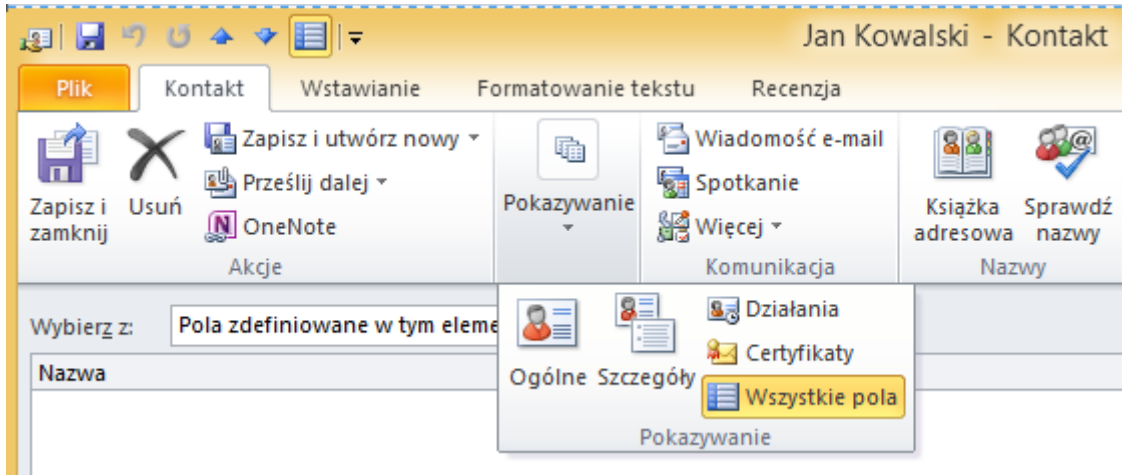 Jan Kowalski - Kontakt
Plik Kontakt Wstawianie Formatowanie tekstu Recenzja
Zapisz i zamknij
Usuń
Zapisz i utwórz nowy
Prześlij dalej
OneNote
Akcje
Pokazywanie
Wiadomość e-mail
Spotkanie
Więcej
Komunikacja
Książka adresowa
Sprawdź nazwy
Nazwy
Wybierz z: Pola zdefiniowane w tym eleme
Nazwa
Ogólne
Szczegóły
Działania
Certyfikaty
Wszystkie pola
Pokazywanie